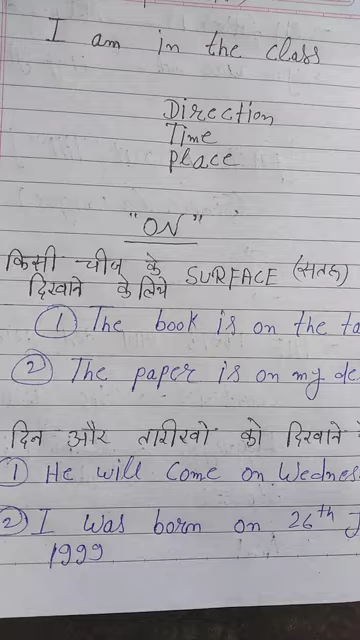 I am in the class
Direction
Time
place
"ON"
किसी चीज के SURFACE (सतह)
दिखाने के लिये
① The book is on the
② The paper is on my
दिन और तारीखो को दिखाने
① He will come on
② I was born on 26th
1999